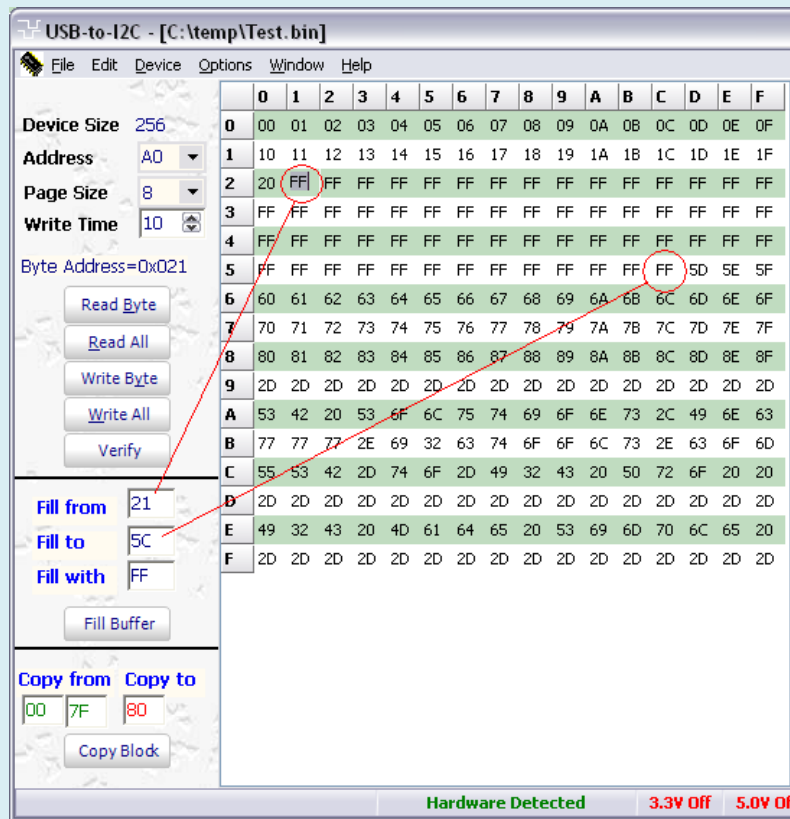 USB-to-I2C - [C:\temp\Test.bin]
File Edit Device Options Window Help
Device Size 256
Address A0
Page Size 8
Write Time 10
Byte Address=0x021
Read Byte
Read All
Write Byte
Write All
Verify
Fill from 21
Fill to 5C
Fill with FF
Fill Buffer
Copy from Copy to
00 7F 80
Copy Block
0 1 2 3 4 5 6 7 8 9 A B C D E F
0 00 01 02 03 04 05 06 07 08 09 0A 0B 0C 0D 0E 0F
1 10 11 12 13 14 15 16 17 18 19 1A 1B 1C 1D 1E 1F
2 20 FF FF FF FF FF FF FF FF FF FF FF FF FF FF FF
3 FF FF FF FF FF FF FF FF FF FF FF FF FF FF FF FF
4 FF FF FF FF FF FF FF FF FF FF FF FF FF FF FF FF
5 FF FF FF FF FF FF FF FF FF FF FF FF FF 5D 5E 5F
6 60 61 62 63 64 65 66 67 68 69 6A 6B 6C 6D 6E 6F
7 70 71 72 73 74 75 76 77 78 79 7A 7B 7C 7D 7E 7F
8 80 81 82 83 84 85 86 87 88 89 8A 8B 8C 8D 8E 8F
9 2D 2D 2D 2D 2D 2D 2D 2D 2D 2D 2D 2D 2D 2D 2D 2D
A 53 42 20 53 6F 6C 75 74 69 6F 6E 73 2C 49 6E 63
B 77 77 77 2E 69 32 63 74 6F 6F 6C 73 2E 63 6F 6D
C 55 53 42 2D 74 6F 2D 49 32 43 20 50 72 6F 20 20
D 2D 2D 2D 2D 2D 2D 2D 2D 2D 2D 2D 2D 2D 2D 2D 2D
E 49 32 43 20 4D 61 64 65 20 53 69 6D 70 6C 65 20
F 2D 2D 2D 2D 2D 2D 2D 2D 2D 2D 2D 2D 2D 2D 2D 2D
Hardware Detected 3.3V Off 5.0V